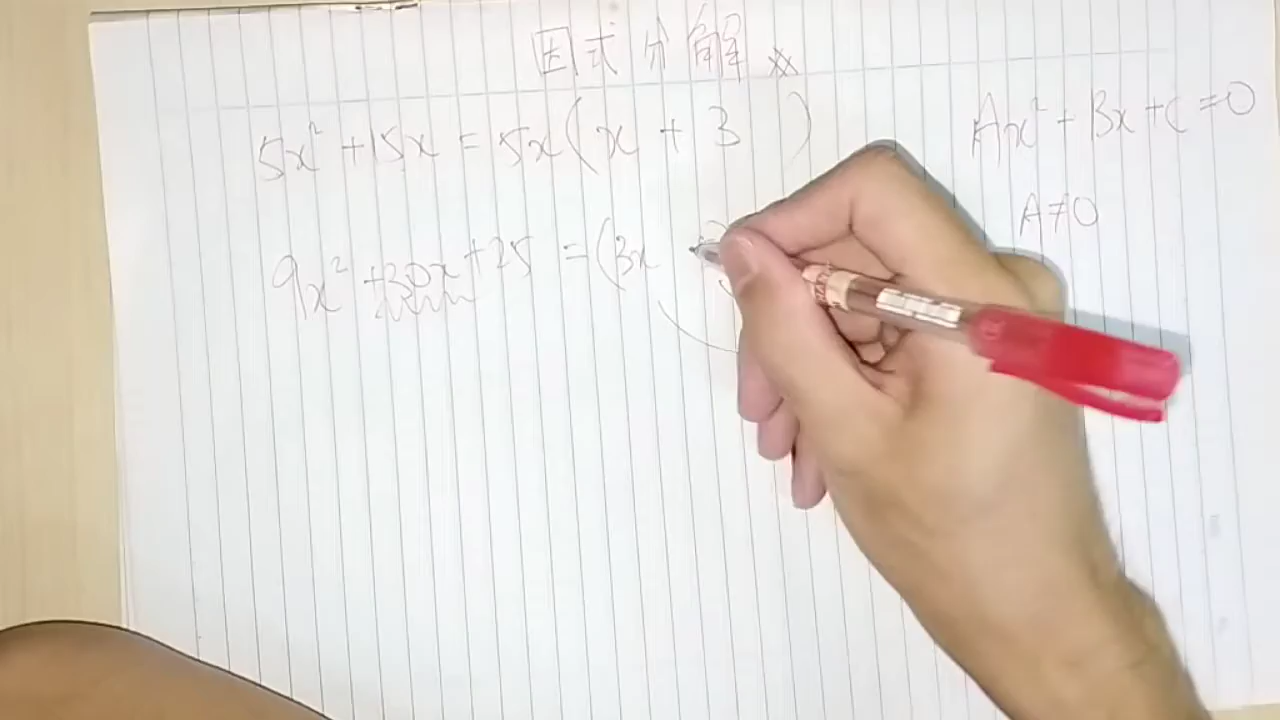 因式分解
5x² + 15x = 5x( x + 3 )
Ax² + Bx + C = 0
A ≠ 0
9x² + 30x + 25 = (3x